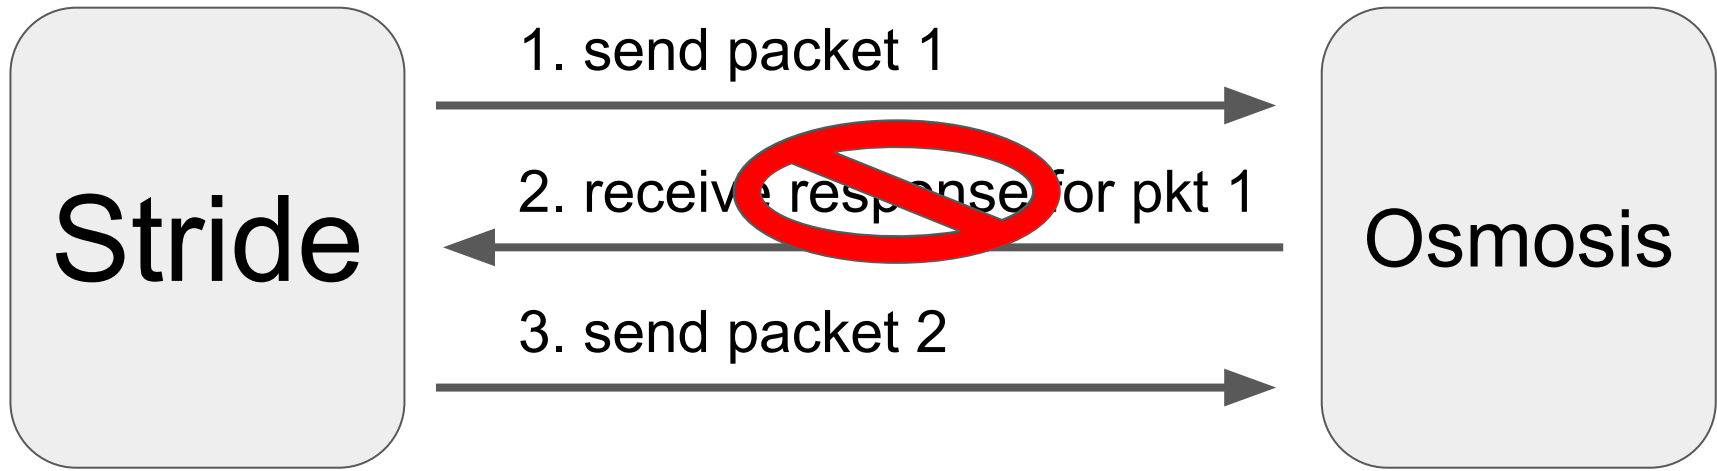 1. send packet 1
2. receive response for pkt 1
Stride
Osmosis
3. send packet 2